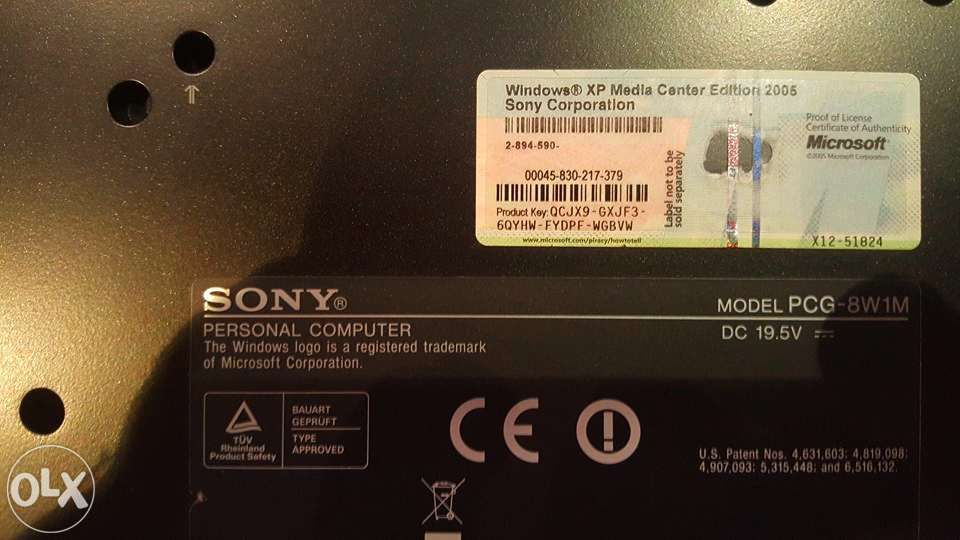 Windows® XP Media Center Edition 2005
Sony Corporation
2-894-590-
00045-830-217-379
Product Key: QCJX9-GXJF3-
6QYHW-FYDPF-WGBVW
www.microsoft.com/piracy/howtotell
Label not to be
sold separately
Proof of License
Certificate of Authenticity
Microsoft
©2005 Microsoft Corporation
X12-51824
SONY®
MODEL PCG-8W1M
PERSONAL COMPUTER
DC 19.5V
The Windows logo is a registered trademark
of Microsoft Corporation.
TÜV
Rheinland
Product Safety
BAUART
GEPRÜFT
TYPE
APPROVED
CE
U.S. Patent Nos. 4,631,603; 4,819,098;
4,907,093; 5,315,448; and 6,516,132.
OLX